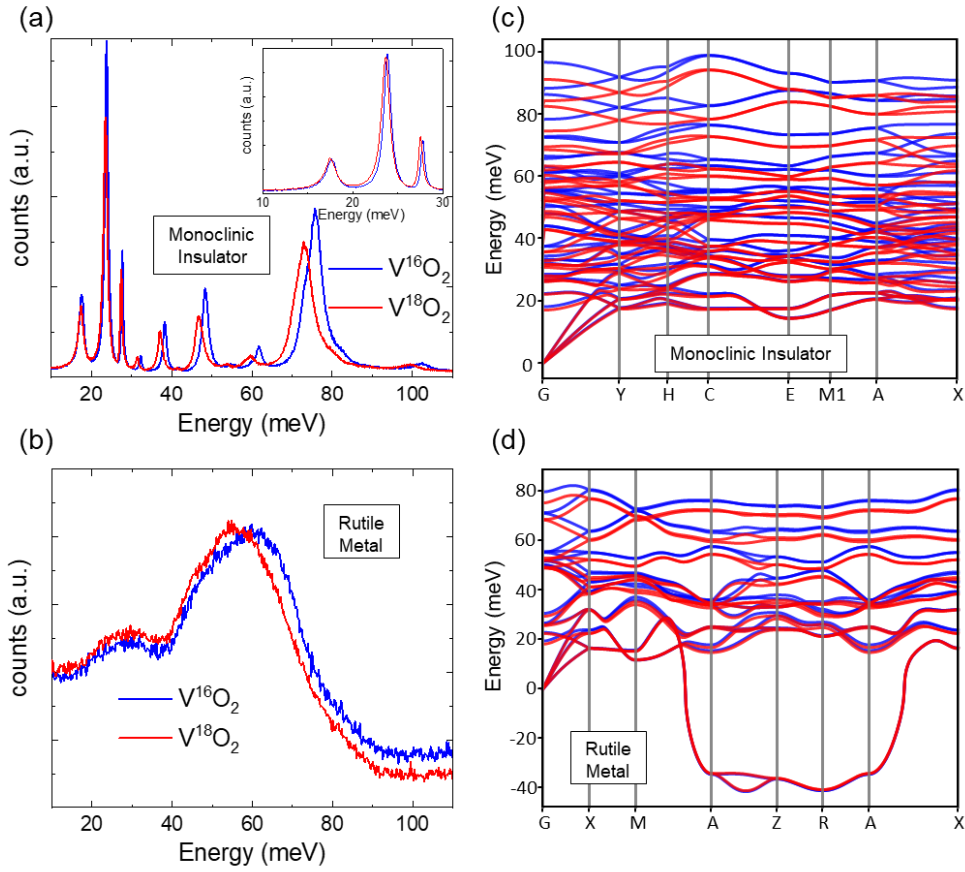 (a)
counts (a.u.)
counts (a.u.)
10 20 30
Energy (meV)
Monoclinic
Insulator
V¹⁶O₂
V¹⁸O₂
20 40 60 80 100
Energy (meV)
(b)
counts (a.u.)
Rutile
Metal
V¹⁶O₂
V¹⁸O₂
20 40 60 80 100
Energy (meV)
(c)
Energy (meV)
100
80
60
40
20
0
Monoclinic Insulator
G Y H C E M1 A X
(d)
Energy (meV)
80
60
40
20
0
-20
-40
Rutile
Metal
G X M A Z R A X